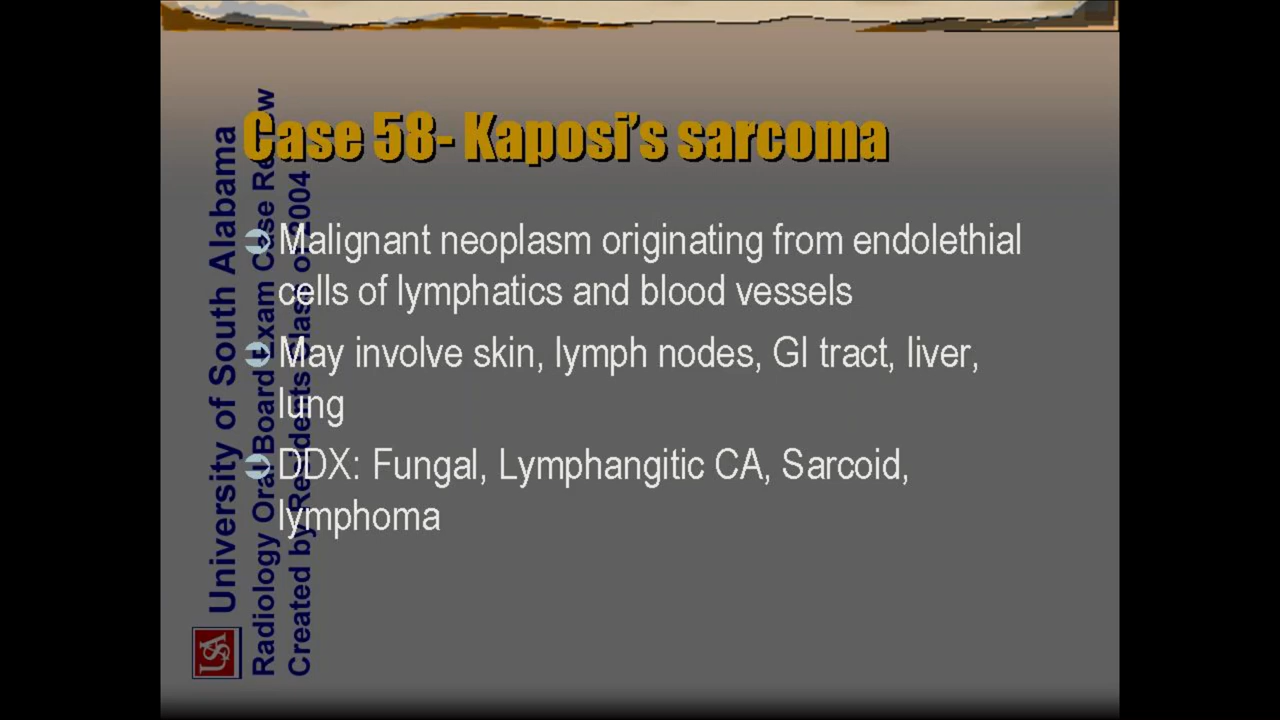 Case 58- Kaposi's sarcoma
Malignant neoplasm originating from endolethial
cells of lymphatics and blood vessels
May involve skin, lymph nodes, GI tract, liver,
lung
DDX: Fungal, Lymphangitic CA, Sarcoid,
lymphoma
University of South Alabama
Radiology Oral Board Exam Case Review
Created by Residents Class of 2004
USA